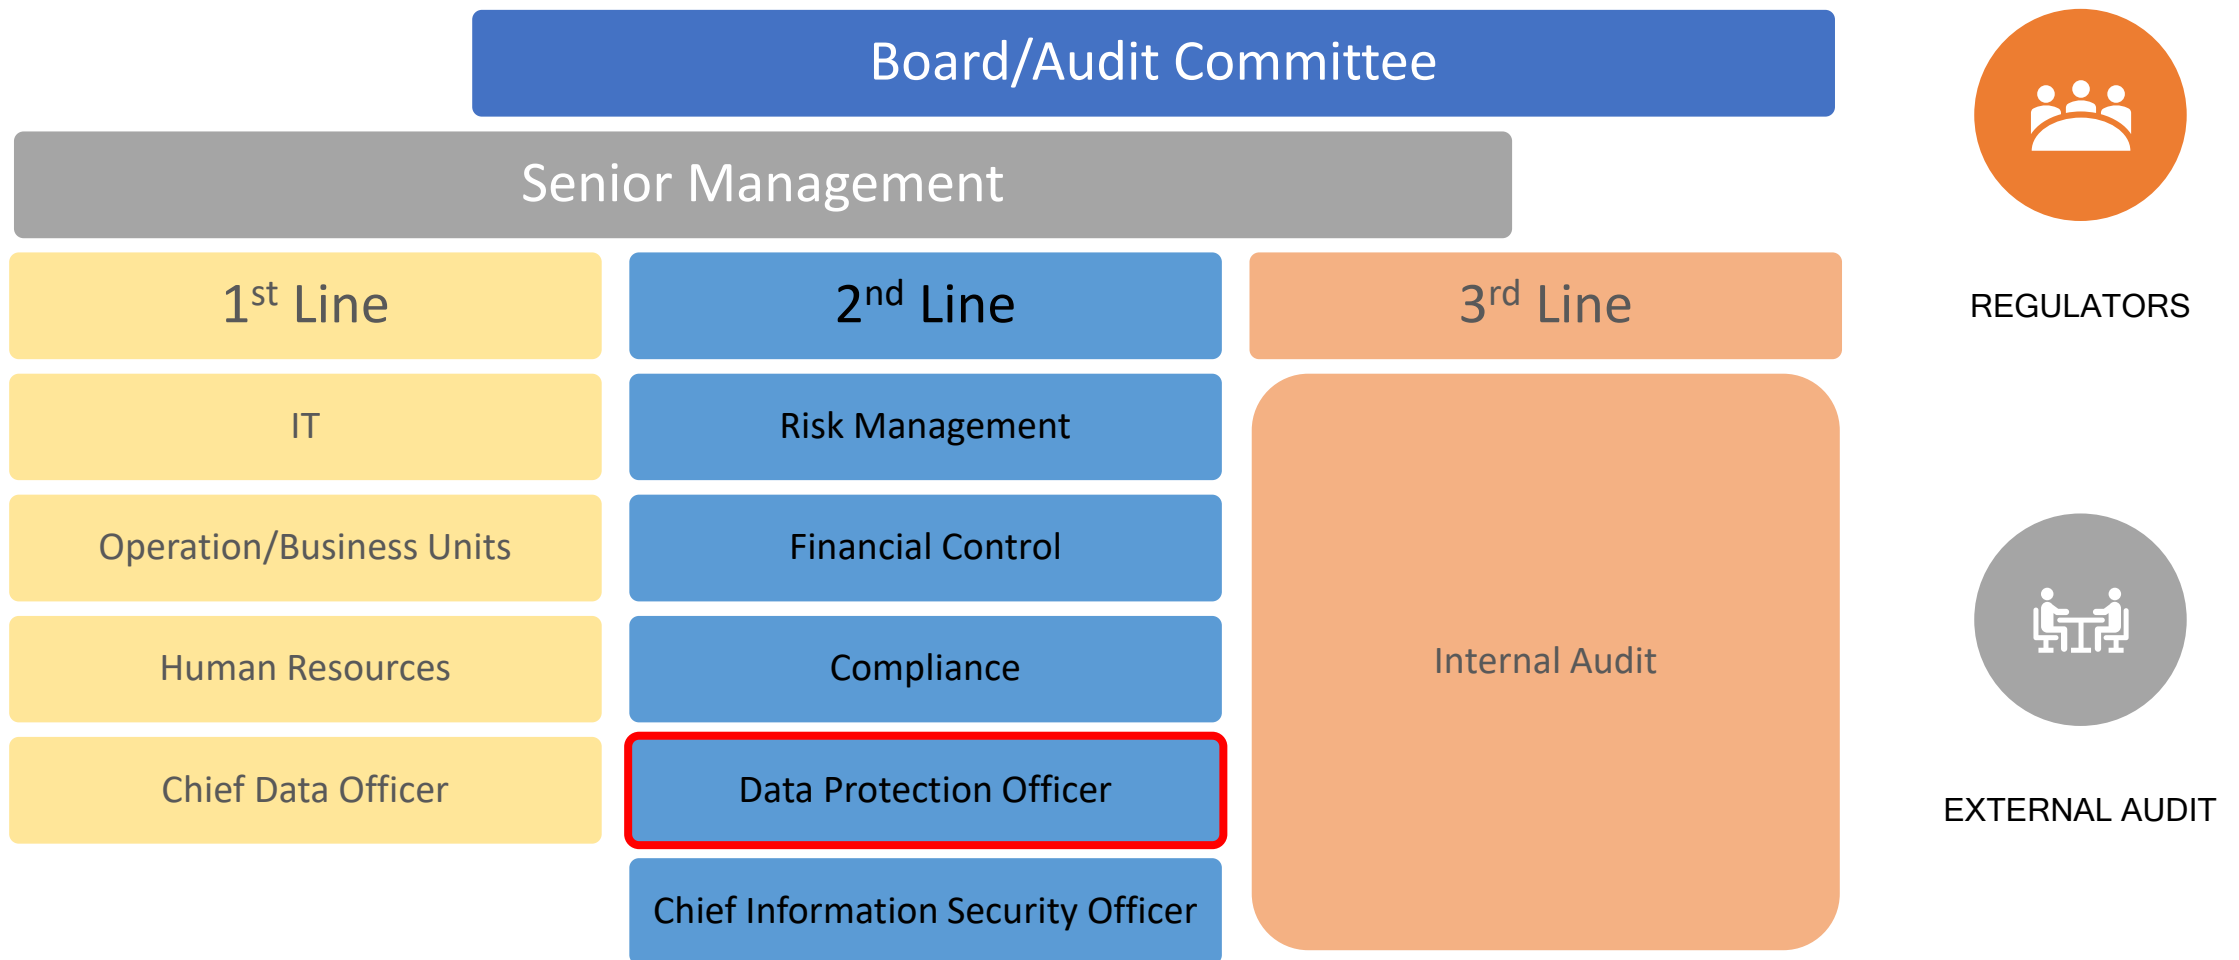 Board/Audit Committee
Senior Management
1st Line
2nd Line
3rd Line
REGULATORS
IT
Risk Management
Operation/Business Units
Financial Control
Human Resources
Compliance
Internal Audit
Chief Data Officer
Data Protection Officer
EXTERNAL AUDIT
Chief Information Security Officer